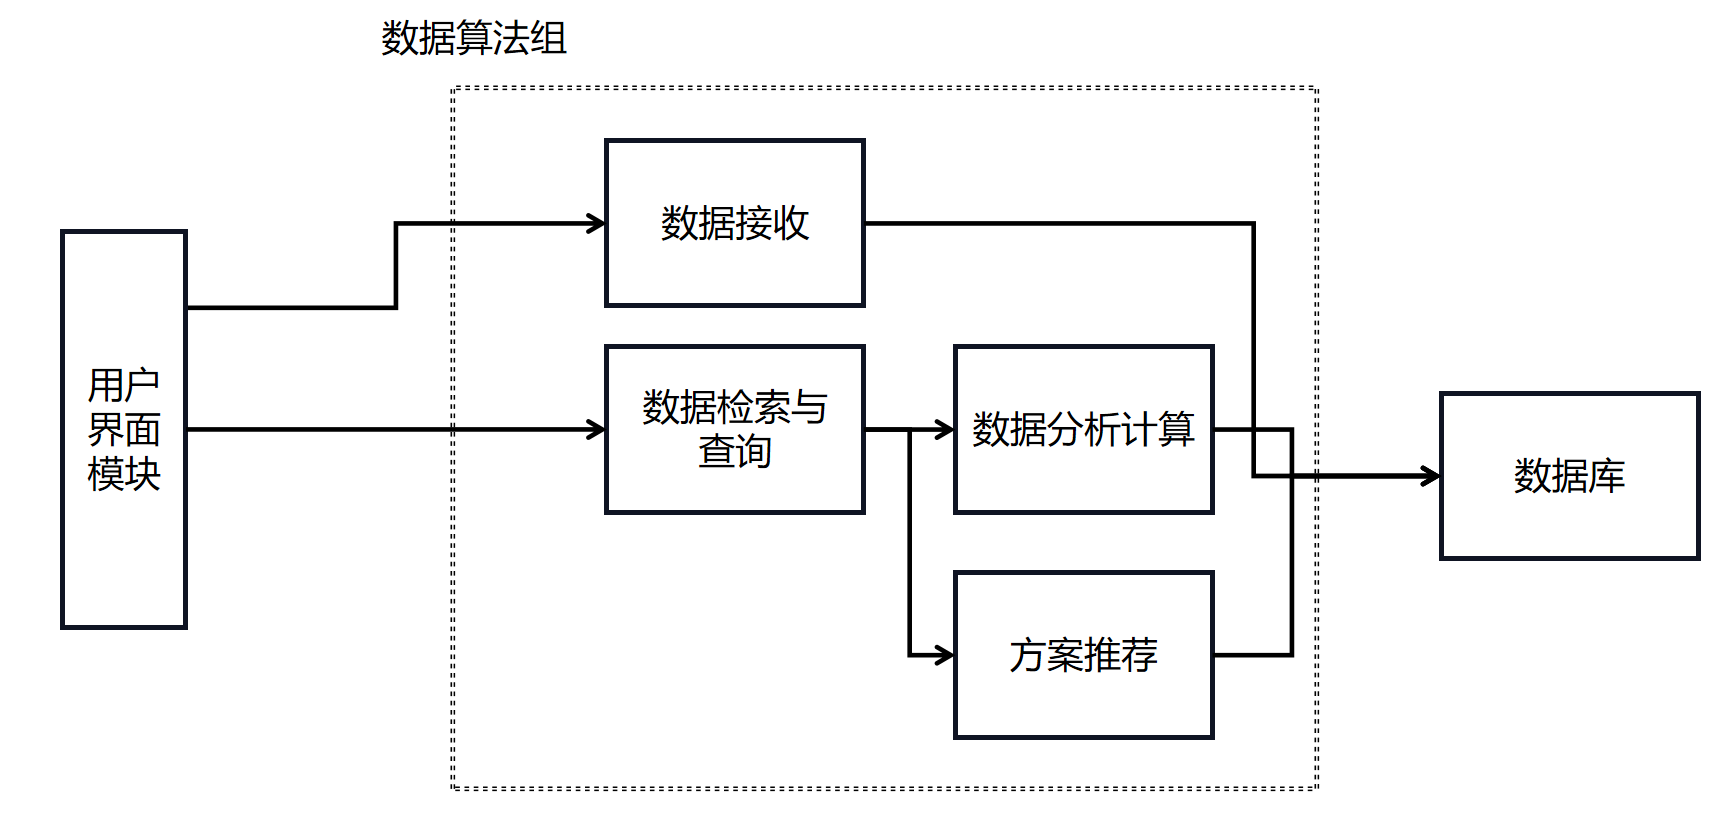 数据算法组
数据接收
用户
界面
模块
数据检索与
查询
数据分析计算
数据库
方案推荐